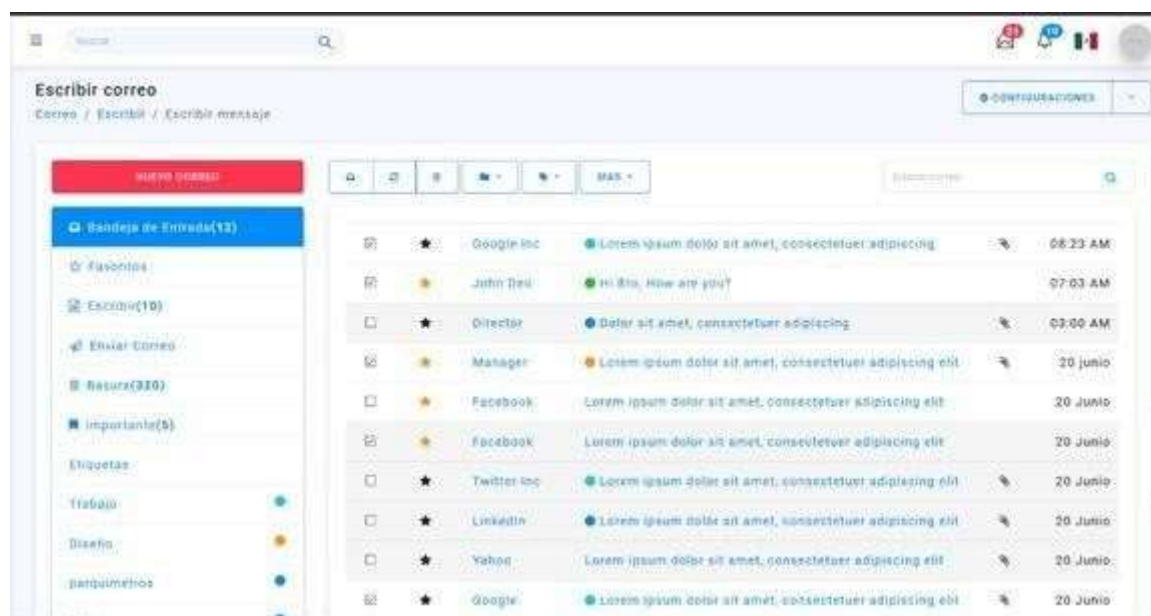 Buscar
Escribir correo
Correo / Escribir / Escribir mensaje
CONFIGURACIONES
NUEVO CORREO
MAS
Bandeja de Entrada(12)
Favoritos
Escribir(10)
Enviar Correo
Basura(320)
Importante(5)
Etiquetas
Trabajo
Diseño
parquimetros
Google Inc Lorem ipsum dolor sit amet, consectetuer adipiscing 08:23 AM
John Deo Hi Bro, How are you? 07:03 AM
Director Dolor sit amet, consectetuer adipiscing 03:00 AM
Manager Lorem ipsum dolor sit amet, consectetuer adipiscing elit 20 junio
Facebook Lorem ipsum dolor sit amet, consectetuer adipiscing elit 20 Junio
Facebook Lorem ipsum dolor sit amet, consectetuer adipiscing elit 20 Junio
Twitter Inc Lorem ipsum dolor sit amet, consectetuer adipiscing elit 20 Junio
LinkedIn Lorem ipsum dolor sit amet, consectetuer adipiscing elit 20 Junio
Yahoo Lorem ipsum dolor sit amet, consectetuer adipiscing elit 20 Junio
Google Lorem ipsum dolor sit amet, consectetuer adipiscing elit 20 Junio